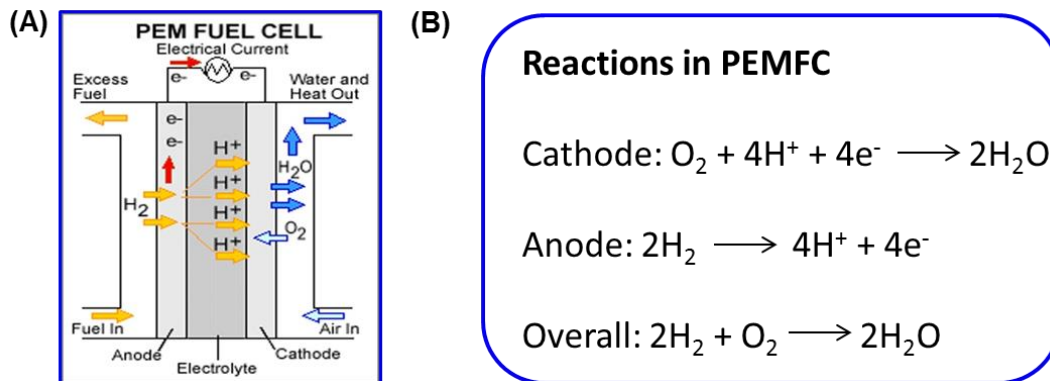 (A)
PEM FUEL CELL
Electrical Current
e- e-
Excess
Fuel
Water and
Heat Out
e-
e-
H+
H2O
H+
H2
H+
O2
H+
Fuel In
Air In
Anode
Cathode
Electrolyte
(B)
Reactions in PEMFC
Cathode: O₂ + 4H⁺ + 4e⁻ ⟶ 2H₂O
Anode: 2H₂ ⟶ 4H⁺ + 4e⁻
Overall: 2H₂ + O₂ ⟶ 2H₂O